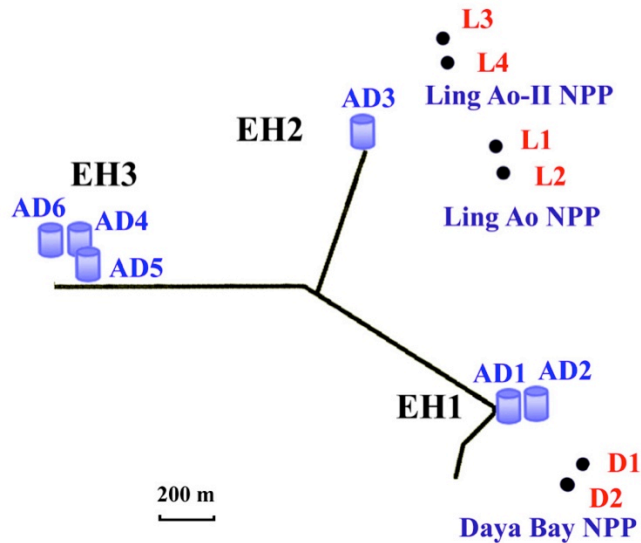 L3
L4
Ling Ao-II NPP
AD3
EH2
L1
L2
Ling Ao NPP
EH3
AD6
AD4
AD5
AD1
AD2
EH1
D1
D2
Daya Bay NPP
200 m